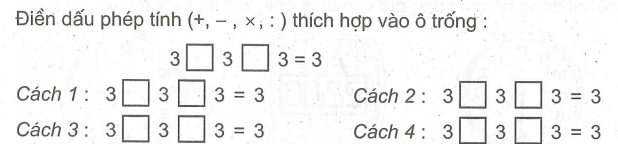 Điền dấu phép tính (+, – , ×, : ) thích hợp vào ô trống :
3 □ 3 □ 3 = 3
Cách 1 : 3 □ 3 □ 3 = 3 Cách 2 : 3 □ 3 □ 3 = 3
Cách 3 : 3 □ 3 □ 3 = 3 Cách 4 : 3 □ 3 □ 3 = 3